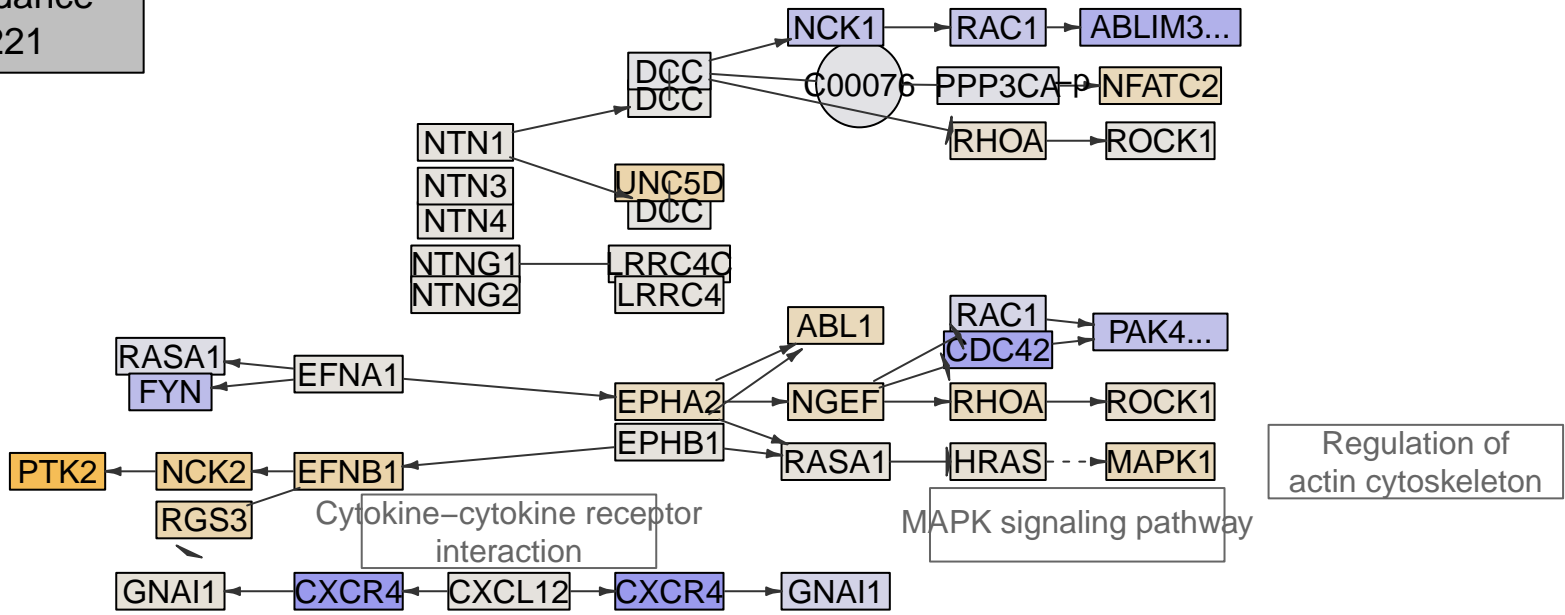 221
NCK1
RAC1
ABLIM3...
DCC
DCC
C00076
PPP3CA
+p
NFATC2
NTN1
RHOA
ROCK1
NTN3
NTN4
UNC5D
DCC
NTNG1
NTNG2
LRRC4C
LRRC4
ABL1
RAC1
CDC42
PAK4...
RASA1
FYN
EFNA1
EPHA2
NGEF
RHOA
ROCK1
EPHB1
RASA1
HRAS
MAPK1
PTK2
NCK2
EFNB1
RGS3
Cytokine–cytokine receptor
interaction
MAPK signaling pathway
Regulation of
actin cytoskeleton
GNAI1
CXCR4
CXCL12
CXCR4
GNAI1